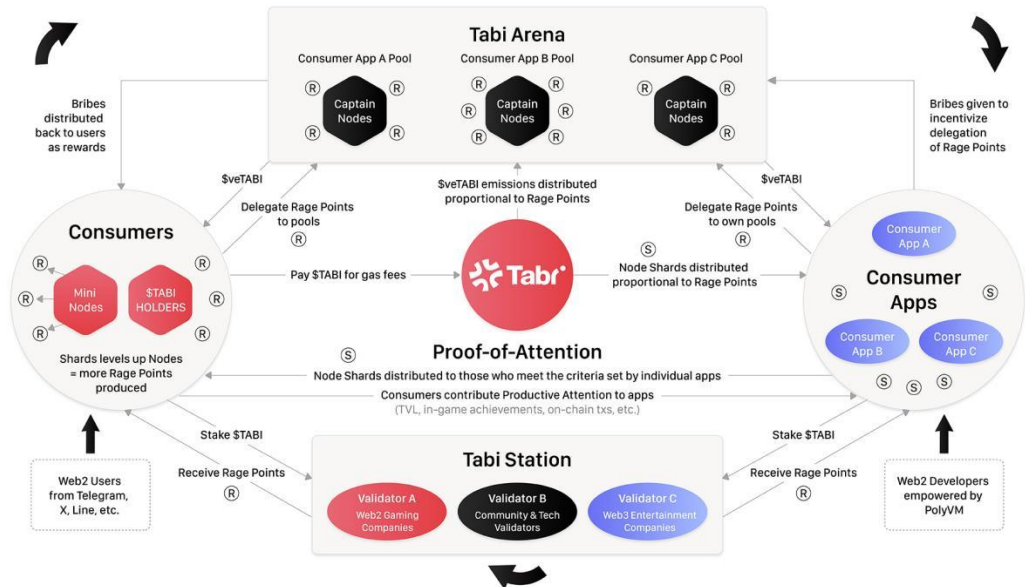 Tabi Arena
Consumer App A Pool
Consumer App B Pool
Consumer App C Pool
R R
Captain
Nodes
R R
R R
R Captain R
Nodes
R R
R R
Captain
Nodes
R
Bribes
distributed
back to users
as rewards
Bribes given to
incentivize
delegation
of Rage Points
$veTABI
Delegate Rage Points
to pools
R
$veTABI emissions distributed
proportional to Rage Points
$veTABI
Delegate Rage Points
to own pools
R
Consumers
R R
R R
R R
Mini
Nodes
$TABI
HOLDERS
Shards levels up Nodes
= more Rage Points
produced
Pay $TABI for gas fees
Tabi
S
Node Shards distributed
proportional to Rage Points
Consumer
App A
Consumer
Apps
S S
Consumer
App B
Consumer
App C
S S S
Proof-of-Attention
S
Node Shards distributed to those who meet the criteria set by individual apps
Consumers contribute Productive Attention to apps
(TVL, in-game achievements, on-chain txs, etc.)
Stake $TABI
Receive Rage Points
R
Stake $TABI
Receive Rage Points
R
Web2 Users
from Telegram,
X, Line, etc.
Tabi Station
Validator A
Web2 Gaming
Companies
Validator B
Community & Tech
Validators
Validator C
Web3 Entertainment
Companies
Web2 Developers
empowered by
PolyVM